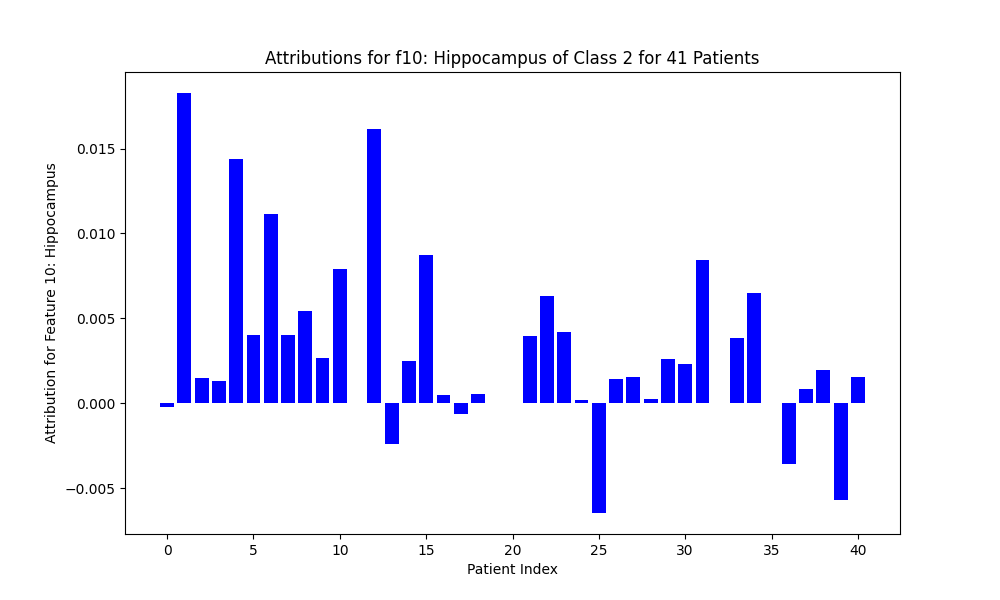 Attributions for f10: Hippocampus of Class 2 for 41 Patients
Attribution for Feature 10: Hippocampus
0.015
0.010
0.005
0.000
−0.005
0 5 10 15 20 25 30 35 40
Patient Index